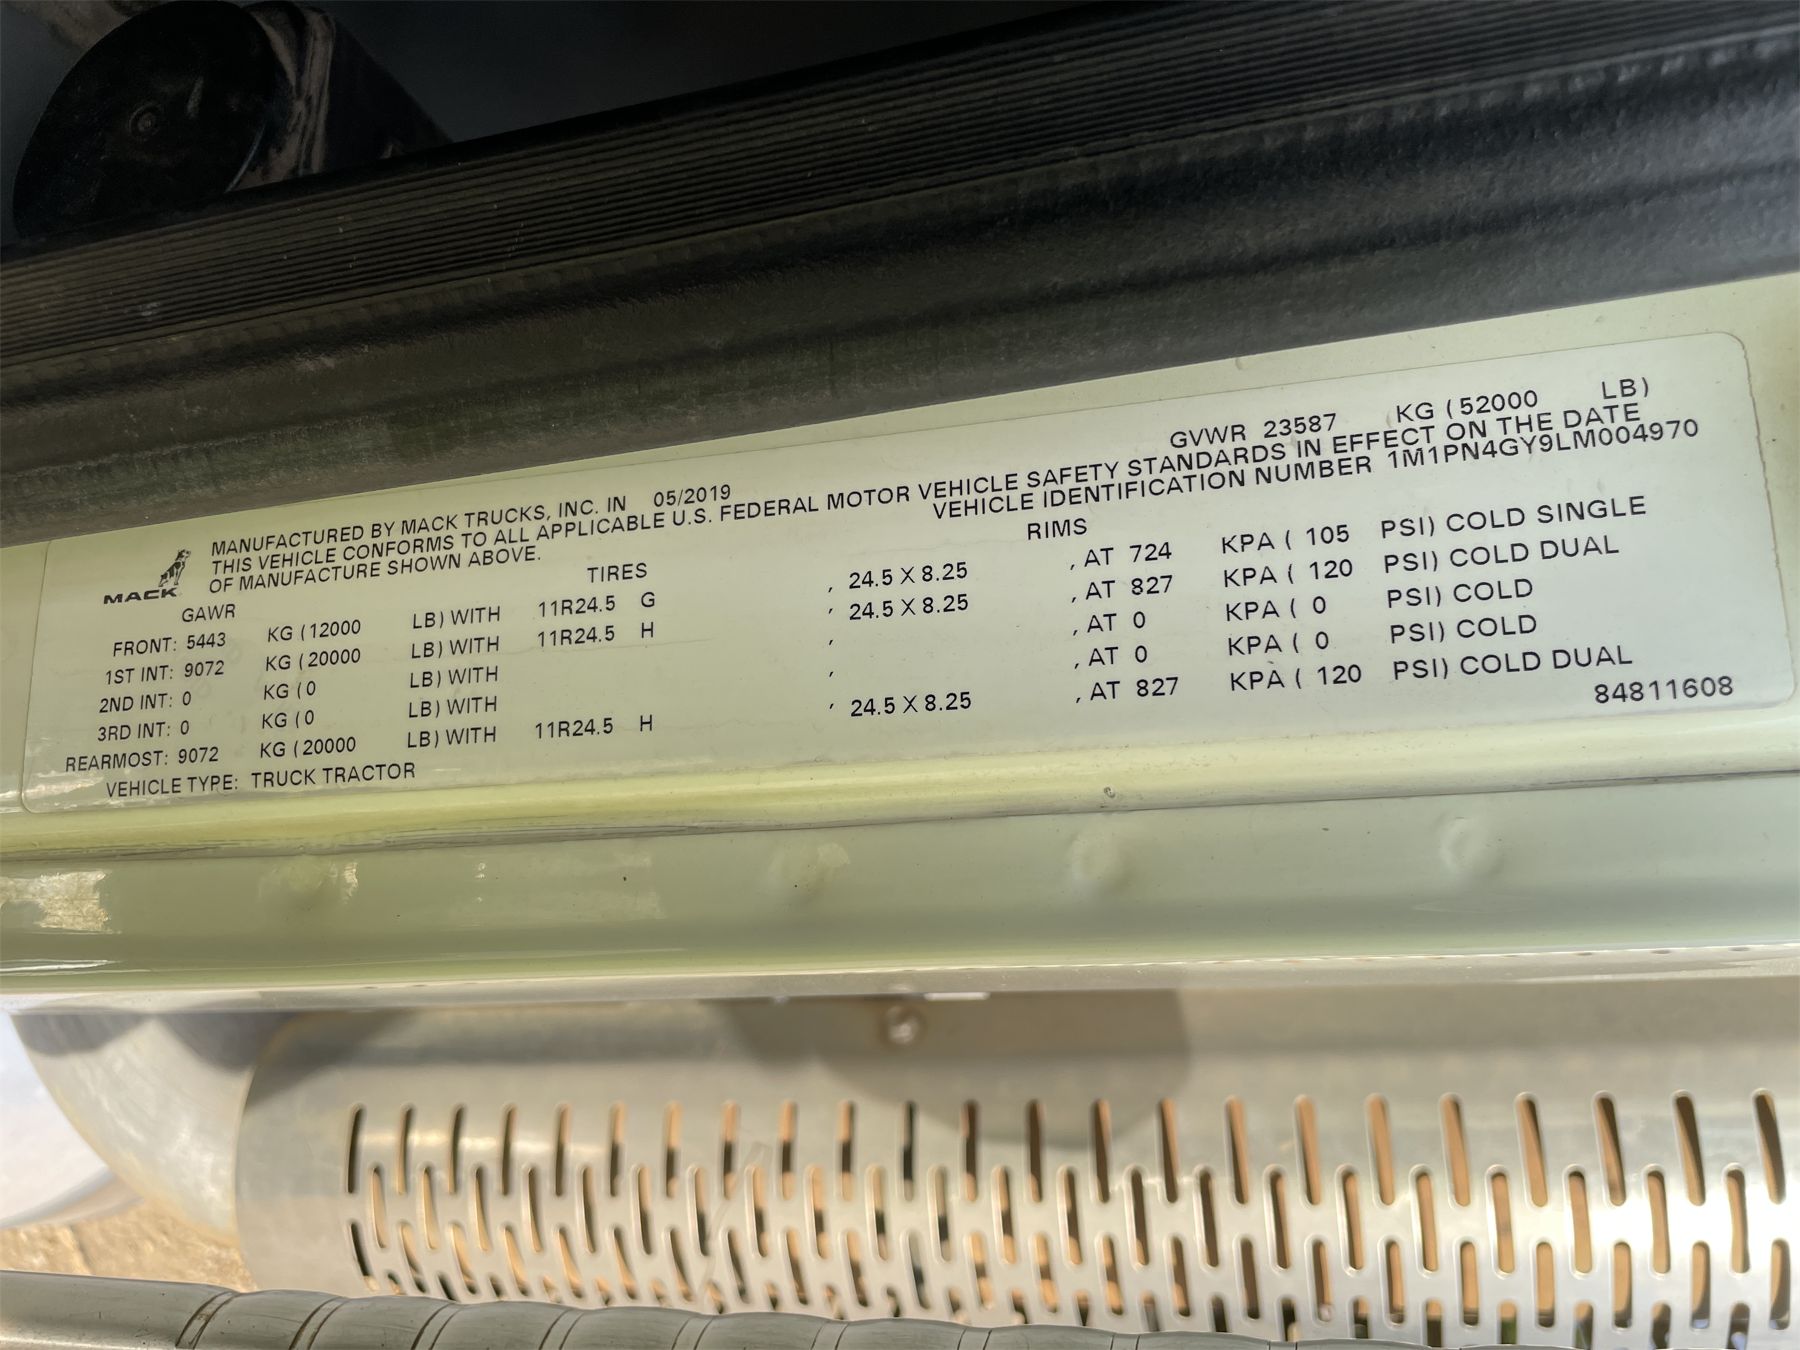 GVWR 23587 KG (52000 LB)
MANUFACTURED BY MACK TRUCKS, INC. IN 05/2019
THIS VEHICLE CONFORMS TO ALL APPLICABLE U.S. FEDERAL MOTOR VEHICLE SAFETY STANDARDS IN EFFECT ON THE DATE
OF MANUFACTURE SHOWN ABOVE. VEHICLE IDENTIFICATION NUMBER 1M1PN4GY9LM004970
MACK
GAWR TIRES RIMS
FRONT: 5443 KG (12000 LB) WITH 11R24.5 G , 24.5 X 8.25 , AT 724 KPA ( 105 PSI) COLD SINGLE
1ST INT: 9072 KG (20000 LB) WITH 11R24.5 H , 24.5 X 8.25 , AT 827 KPA ( 120 PSI) COLD DUAL
2ND INT: 0 KG (0 LB) WITH , , AT 0 KPA ( 0 PSI) COLD
3RD INT: 0 KG (0 LB) WITH , , AT 0 KPA ( 0 PSI) COLD
REARMOST: 9072 KG (20000 LB) WITH 11R24.5 H , 24.5 X 8.25 , AT 827 KPA ( 120 PSI) COLD DUAL
VEHICLE TYPE: TRUCK TRACTOR 84811608